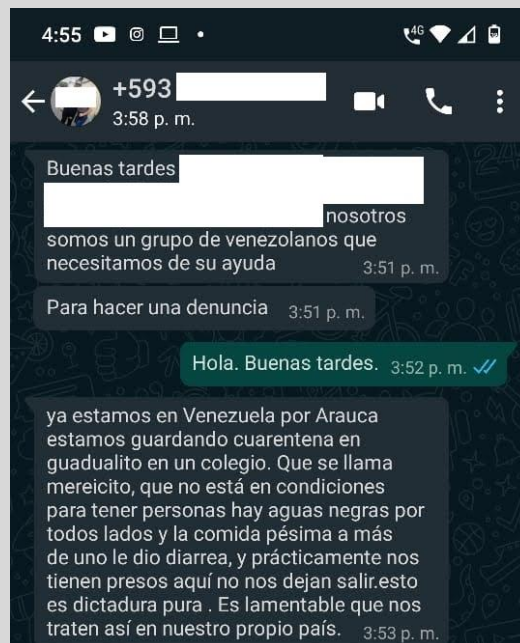 4:55
4G
+593
3:58 p. m.
Buenas tardes
nosotros
somos un grupo de venezolanos que
necesitamos de su ayuda 3:51 p. m.
Para hacer una denuncia 3:51 p. m.
Hola. Buenas tardes. 3:52 p. m.
ya estamos en Venezuela por Arauca
estamos guardando cuarentena en
guadualito en un colegio. Que se llama
mereicito, que no está en condiciones
para tener personas hay aguas negras por
todos lados y la comida pésima a más
de uno le dio diarrea, y prácticamente nos
tienen presos aquí no nos dejan salir.esto
es dictadura pura . Es lamentable que nos
traten así en nuestro propio país. 3:53 p. m.